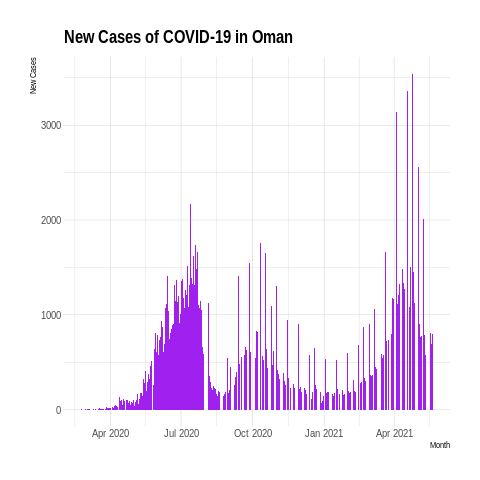 New Cases of COVID-19 in Oman
New Cases
3000
2000
1000
0
Apr 2020 Jul 2020 Oct 2020 Jan 2021 Apr 2021
Month